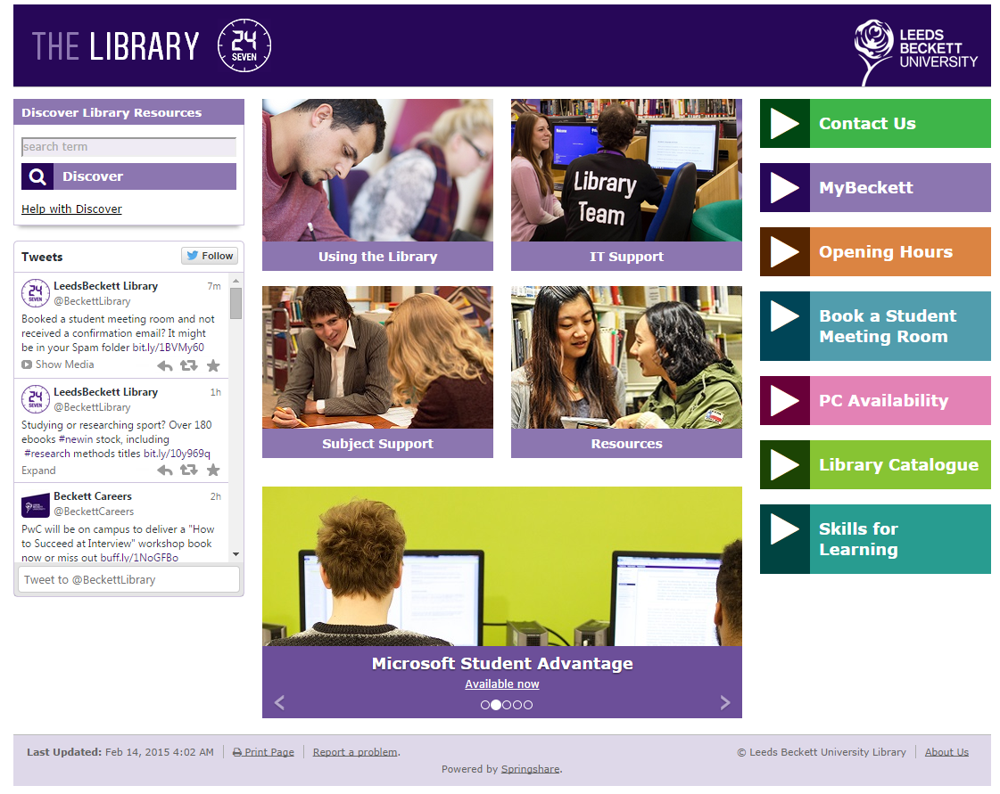 THE LIBRARY
24
SEVEN
LEEDS
BECKETT
UNIVERSITY
Discover Library Resources
search term
Discover
Help with Discover
Tweets
Follow
24
SEVEN
LeedsBeckett Library
7m
@BeckettLibrary
Booked a student meeting room and not
received a confirmation email? It might
be in your Spam folder bit.ly/1BVMy60
Show Media
24
SEVEN
LeedsBeckett Library
1h
@BeckettLibrary
Studying or researching sport? Over 180
ebooks #newin stock, including
#research methods titles bit.ly/10y969q
Expand
Beckett Careers
2h
@BeckettCareers
PwC will be on campus to deliver a "How
to Succeed at Interview" workshop book
now or miss out buff.ly/1NoGFBo
Tweet to @BeckettLibrary
Using the Library
Welcome
Library
Team
IT Support
Subject Support
Resources
Microsoft Student Advantage
Available now
Contact Us
MyBeckett
Opening Hours
Book a Student
Meeting Room
PC Availability
Library Catalogue
Skills for
Learning
Last Updated: Feb 14, 2015 4:02 AM
Print Page
Report a problem.
© Leeds Beckett University Library
About Us
Powered by Springshare.